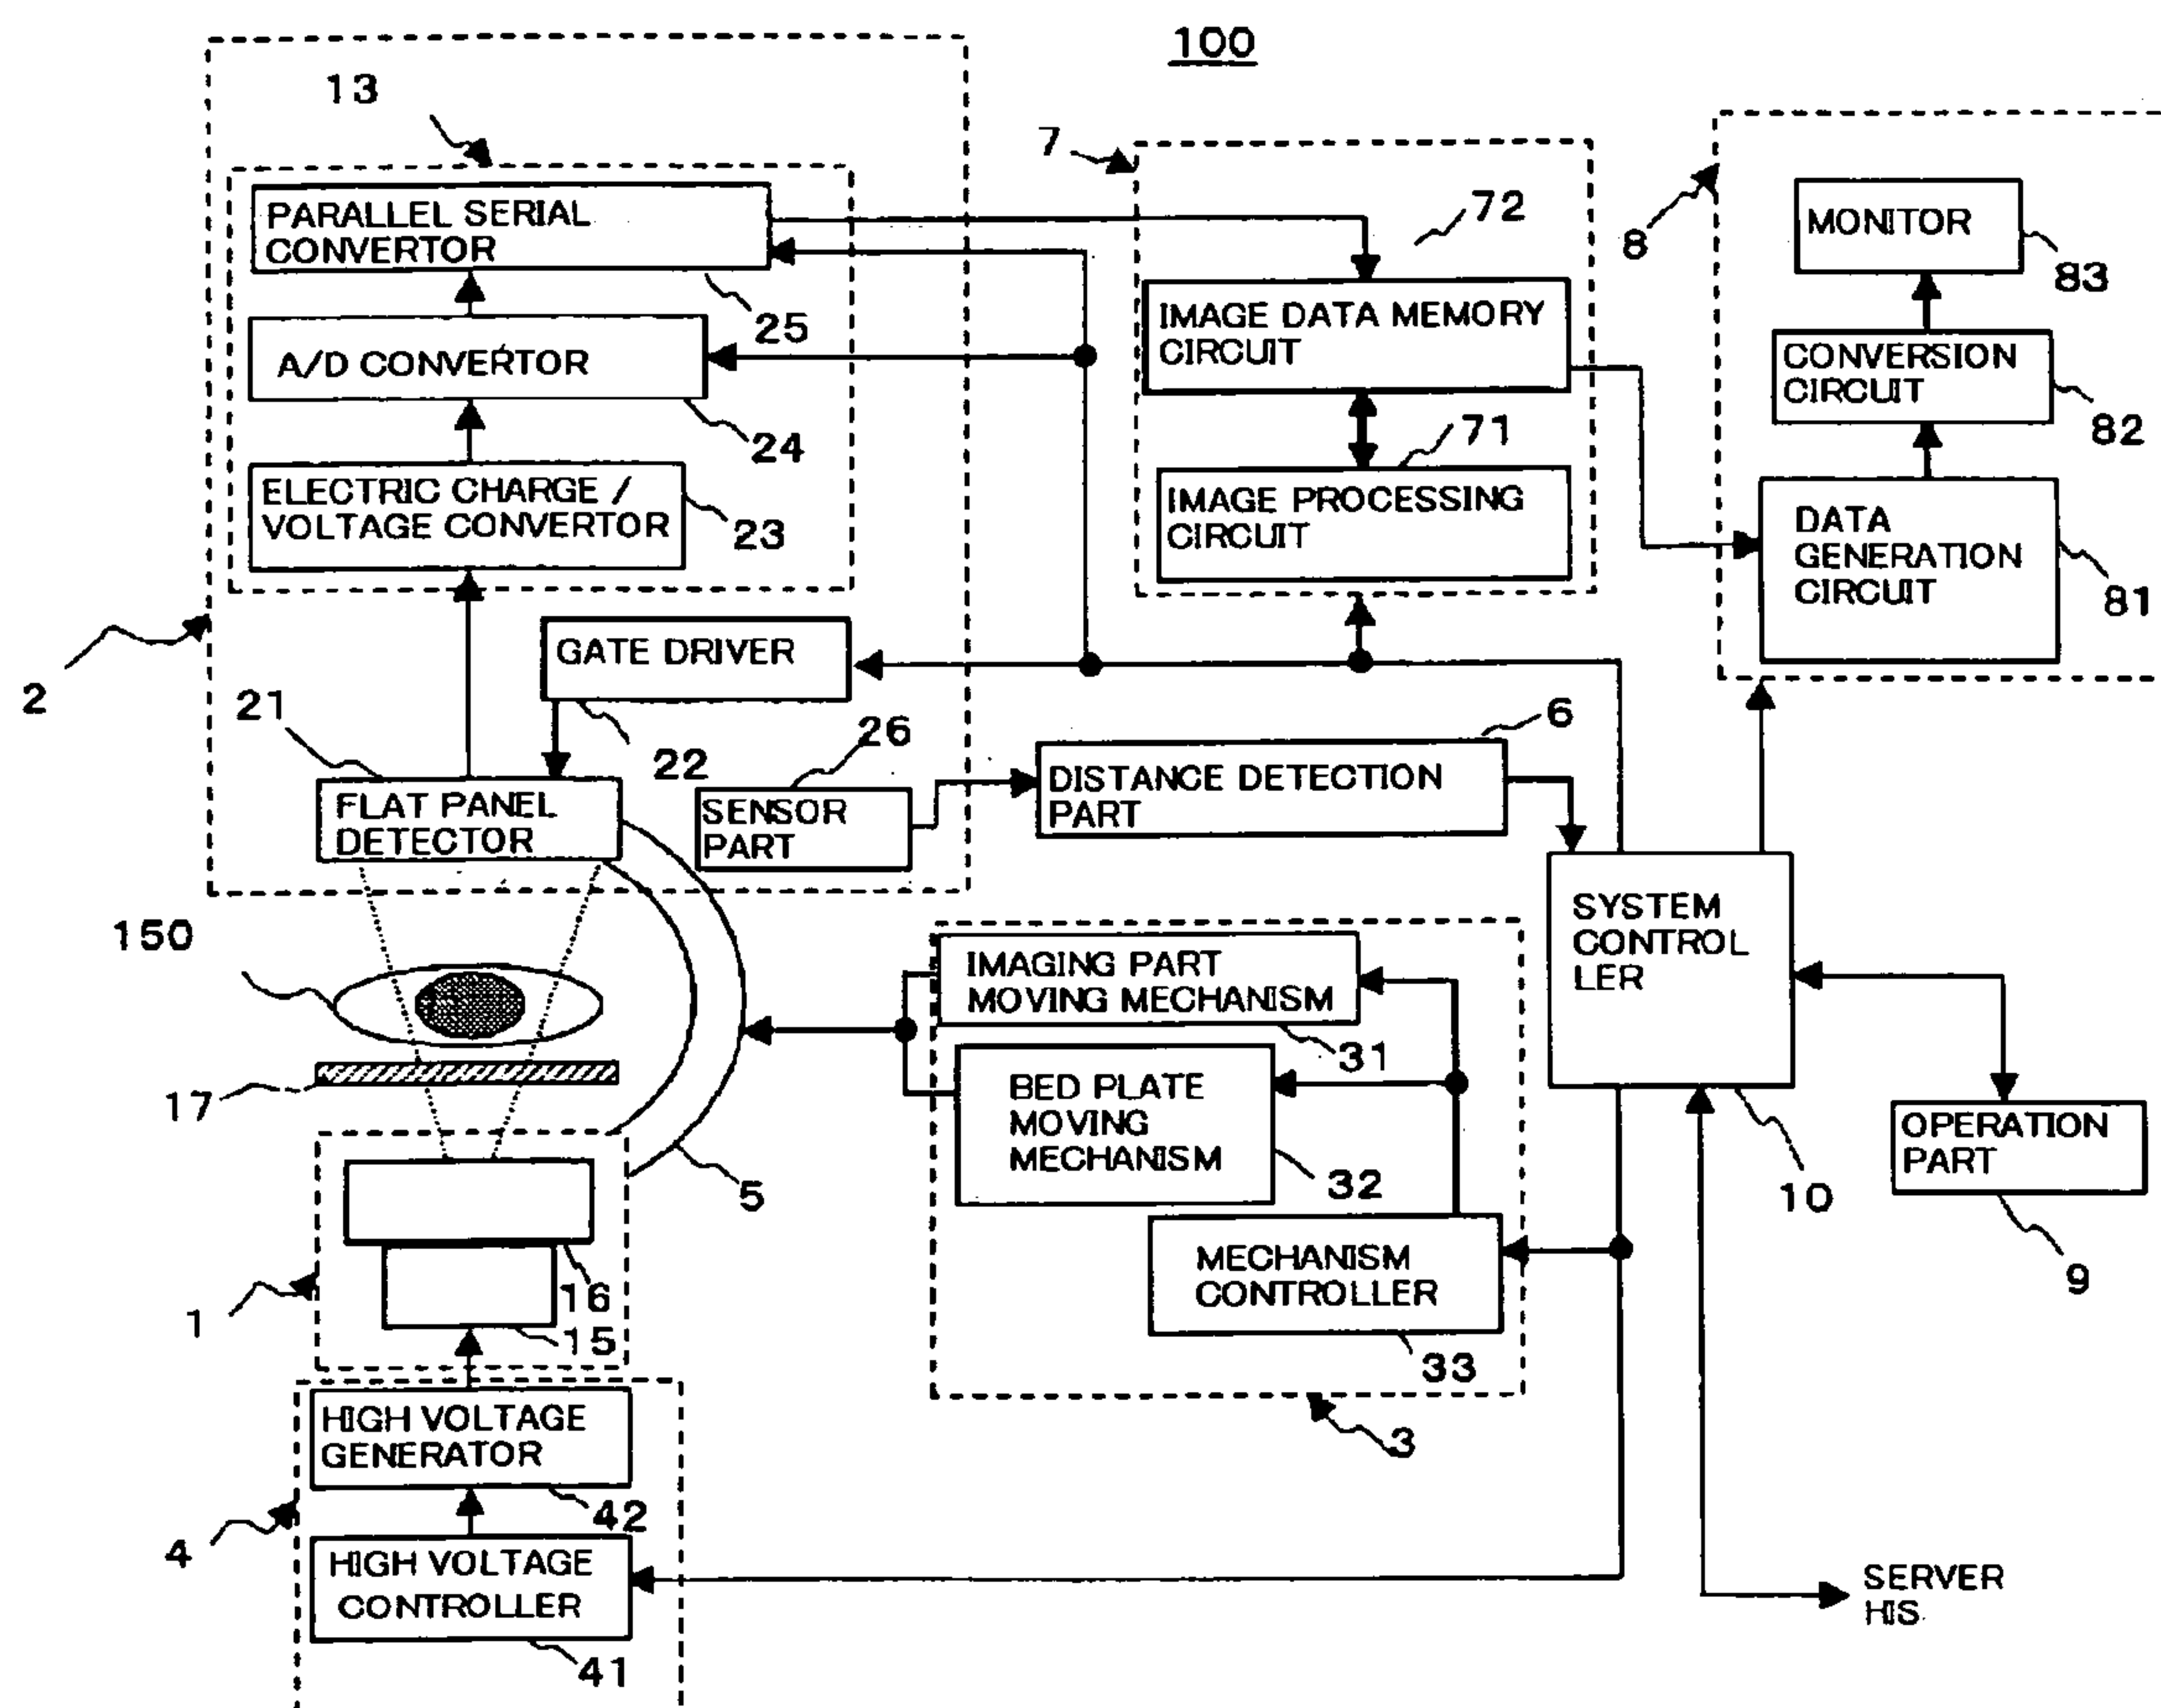 100
13
7
PARALLEL SERIAL
CONVERTOR
25
72
8
MONITOR
83
A/D CONVERTOR
24
IMAGE DATA MEMORY
CIRCUIT
CONVERSION
CIRCUIT
82
71
ELECTRIC CHARGE /
VOLTAGE CONVERTOR
23
IMAGE PROCESSING
CIRCUIT
DATA
GENERATION
CIRCUIT
81
2
GATE DRIVER
22
21
26
6
FLAT PANEL
DETECTOR
SENSOR
PART
DISTANCE DETECTION
PART
SYSTEM
CONTROL
LER
10
150
IMAGING PART
MOVING MECHANISM
31
17
BED PLATE
MOVING
MECHANISM
32
OPERATION
PART
9
5
1
16
15
MECHANISM
CONTROLLER
33
3
HIGH VOLTAGE
GENERATOR
42
4
HIGH VOLTAGE
CONTROLLER
41
SERVER
HIS